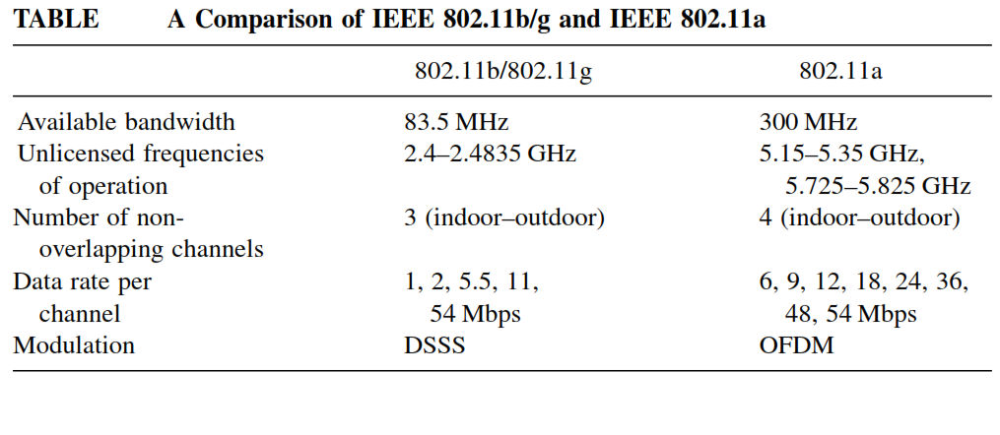 TABLE A Comparison of IEEE 802.11b/g and IEEE 802.11a
802.11b/802.11g 802.11a
Available bandwidth 83.5 MHz 300 MHz
Unlicensed frequencies 2.4–2.4835 GHz 5.15–5.35 GHz,
of operation 5.725–5.825 GHz
Number of non- 3 (indoor–outdoor) 4 (indoor–outdoor)
overlapping channels
Data rate per 1, 2, 5.5, 11, 6, 9, 12, 18, 24, 36,
channel 54 Mbps 48, 54 Mbps
Modulation DSSS OFDM